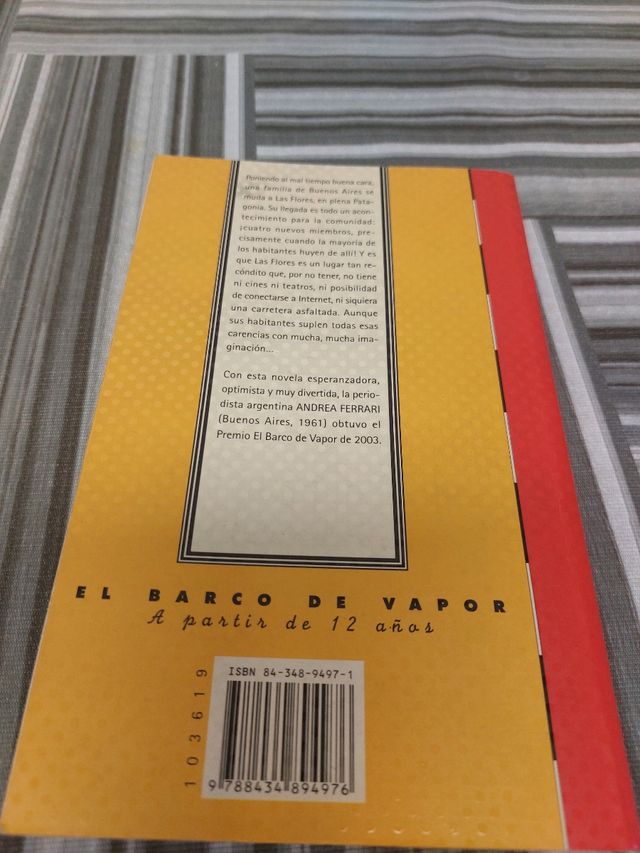 Poniendo al mal tiempo buena cara,
una familia de Buenos Aires se
muda a Las Flores, en plena Pata-
gonia. Su llegada es todo un acon-
tecimiento para la comunidad:
¡cuatro nuevos miembros, pre-
cisamente cuando la mayoría de
los habitantes huyen de allí! Y es
que Las Flores es un lugar tan re-
cóndito que, por no tener, no tiene
ni cines ni teatros, ni posibilidad
de conectarse a Internet, ni siquiera
una carretera asfaltada. Aunque
sus habitantes suplen todas esas
carencias con mucha, mucha ima-
ginación...
Con esta novela esperanzadora,
optimista y muy divertida, la perio-
dista argentina ANDREA FERRARI
(Buenos Aires, 1961) obtuvo el
Premio El Barco de Vapor de 2003.
EL BARCO DE VAPOR
A partir de 12 años
103619
ISBN 84-348-9497-1
9 788434 894976